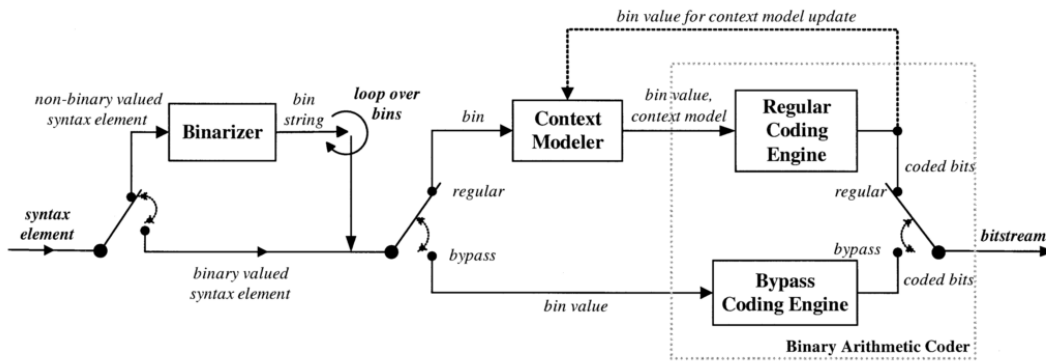 bin value for context model update
non-binary valued
syntax element
Binarizer
bin
string
loop over
bins
bin
Context
Modeler
bin value,
context model
Regular
Coding
Engine
coded bits
regular
regular
syntax
element
binary valued
syntax element
bypass
bin value
Bypass
Coding Engine
bypass
coded bits
bitstream
Binary Arithmetic Coder